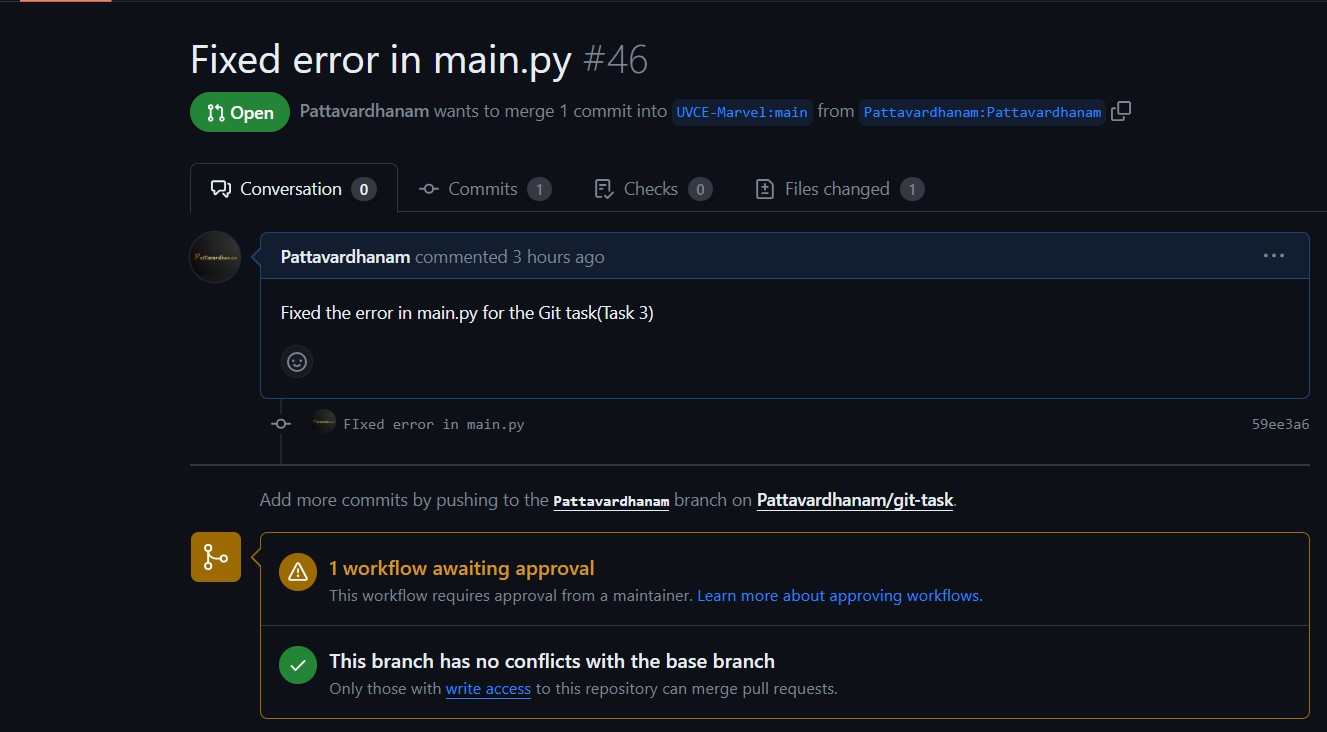 Fixed error in main.py #46
Open Pattavardhanam wants to merge 1 commit into UVCE-Marvel:main from Pattavardhanam:Pattavardhanam
Conversation 0 Commits 1 Checks 0 Files changed 1
Pattavardhanam
Pattavardhanam commented 3 hours ago
Fixed the error in main.py for the Git task(Task 3)
FIxed error in main.py 59ee3a6
Add more commits by pushing to the Pattavardhanam branch on Pattavardhanam/git-task.
1 workflow awaiting approval
This workflow requires approval from a maintainer. Learn more about approving workflows.
This branch has no conflicts with the base branch
Only those with write access to this repository can merge pull requests.